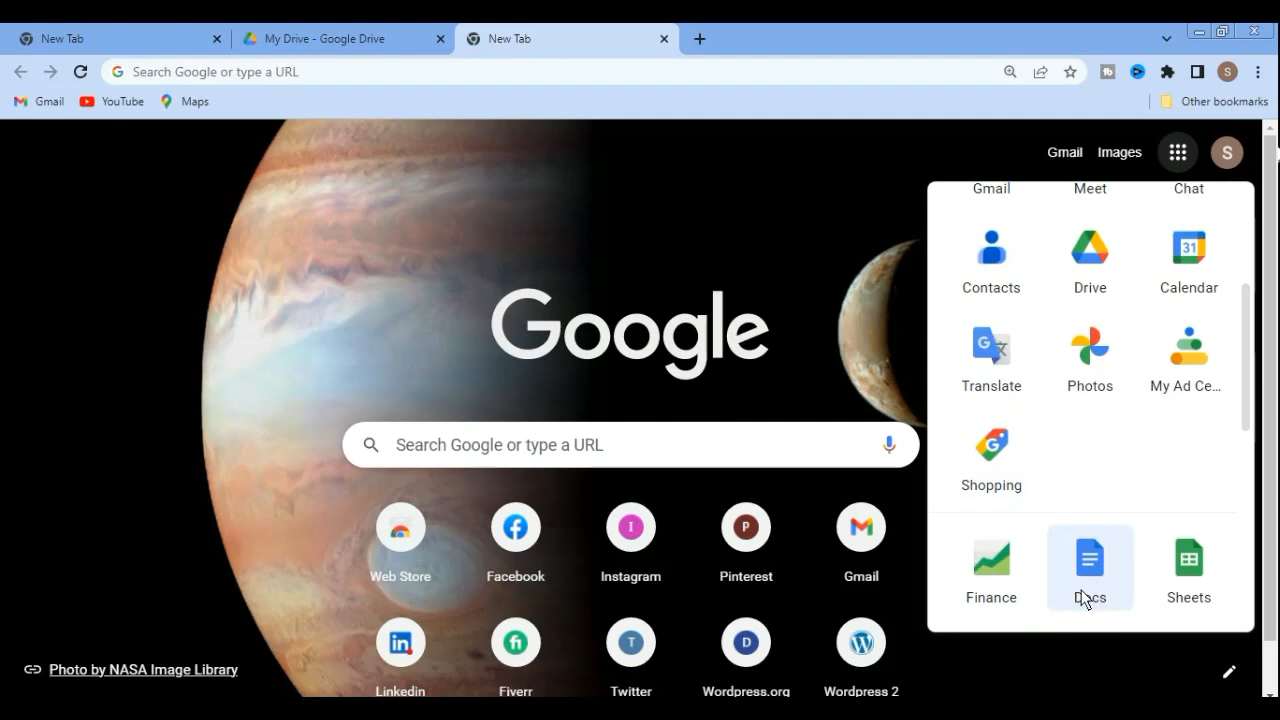 New Tab
My Drive - Google Drive
New Tab
Search Google or type a URL
S
Gmail
YouTube
Maps
Other bookmarks
Gmail
Images
S
Gmail
Meet
Chat
Contacts
Drive
31
Calendar
Translate
Photos
My Ad Ce...
Shopping
Finance
Docs
Sheets
Google
Search Google or type a URL
Web Store
Facebook
I
Instagram
P
Pinterest
Gmail
Linkedin
Fiverr
T
Twitter
D
Wordpress.org
Wordpress 2
Photo by NASA Image Library